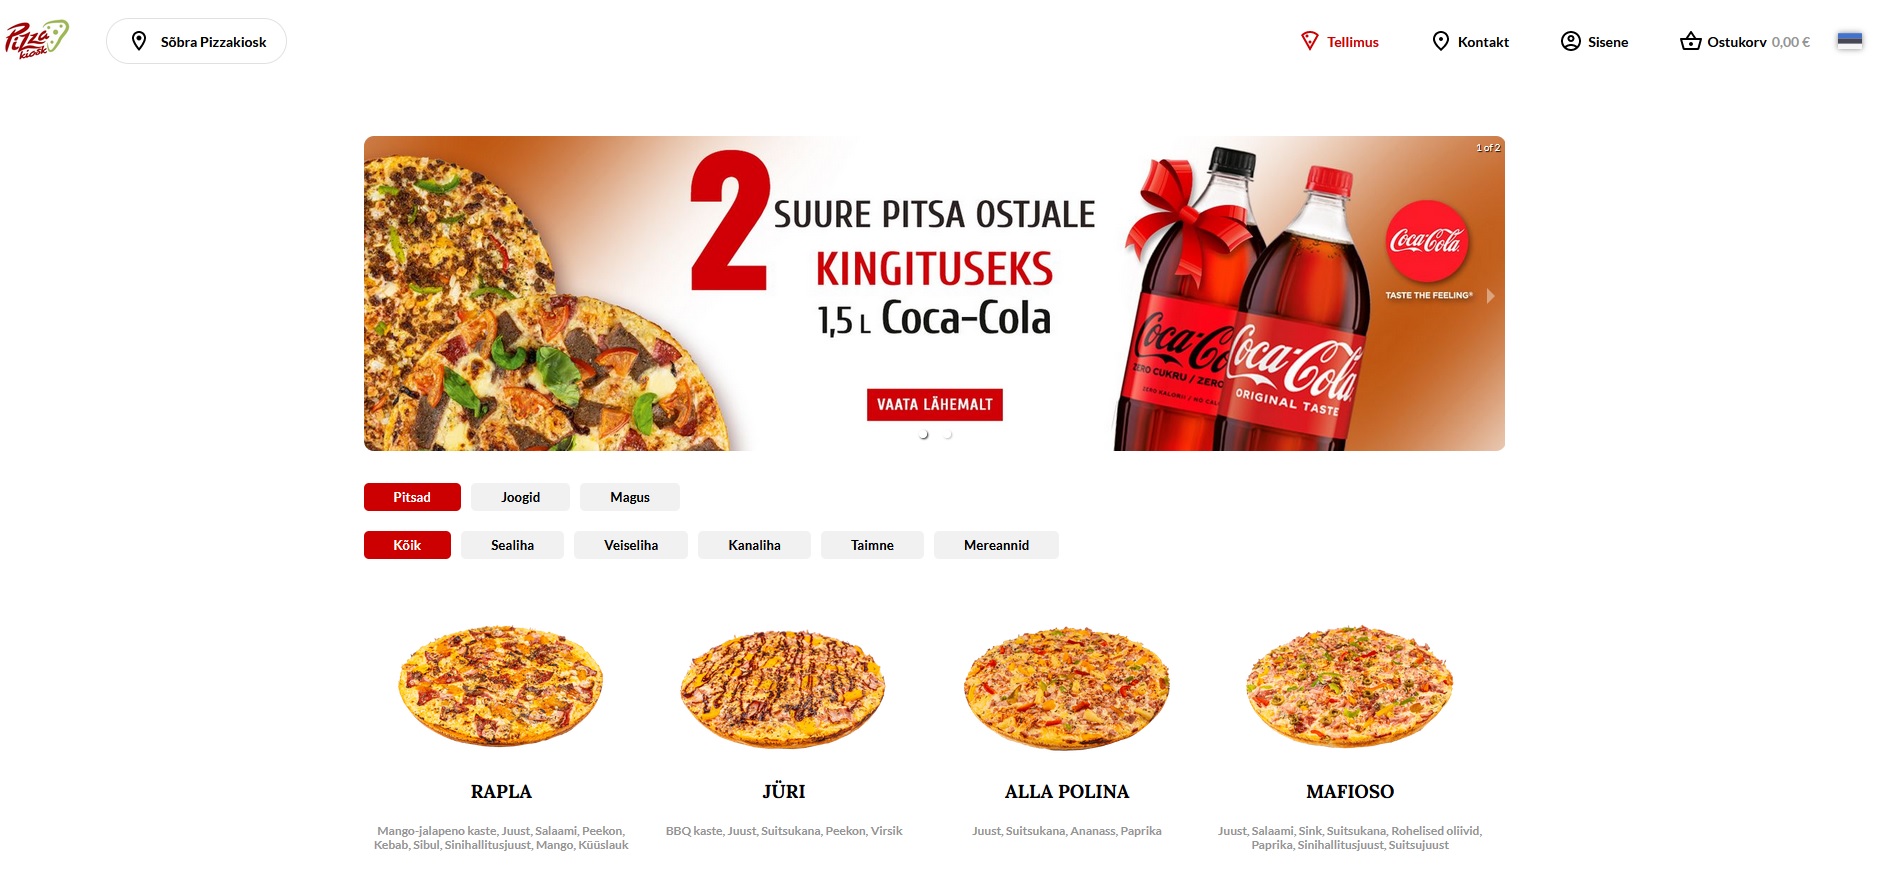 Pizza
kiosk
Sõbra Pizzakiosk
Tellimus
Kontakt
Sisene
Ostukorv 0,00 €
1 of 2
2 SUURE PITSA OSTJALE
KINGITUSEKS
1,5 L Coca-Cola
VAATA LÄHEMALT
Coca-Cola
ZERO CUKRU / ZERO
Coca-Cola
ORIGINAL TASTE
Coca-Cola
TASTE THE FEELING®
Pitsad
Joogid
Magus
Kõik
Sealiha
Veiseliha
Kanaliha
Taimne
Mereannid
RAPLA
Mango-jalapeno kaste, Juust, Salaami, Peekon,
Kebab, Sibul, Sinihallitusjuust, Mango, Küüslauk
JÜRI
BBQ kaste, Juust, Suitsukana, Peekon, Virsik
ALLA POLINA
Juust, Suitsukana, Ananass, Paprika
MAFIOSO
Juust, Salaami, Sink, Suitsukana, Rohelised oliivid,
Paprika, Sinihallitusjuust, Suitsujuust